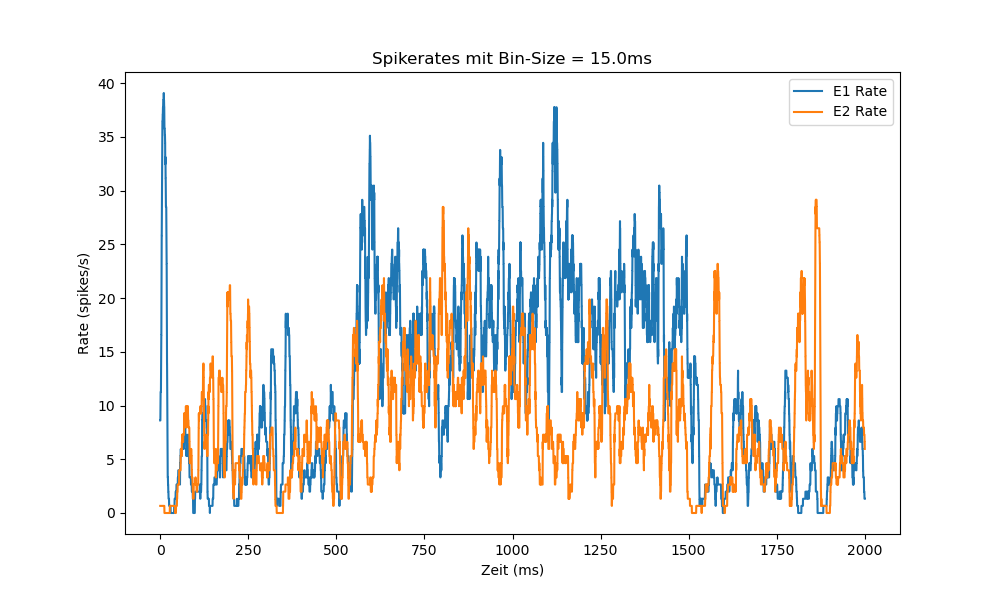 Spikerates mit Bin-Size = 15.0ms
E1 Rate
E2 Rate
40
35
30
25
20
15
10
5
0
Rate (spikes/s)
0 250 500 750 1000 1250 1500 1750 2000
Zeit (ms)